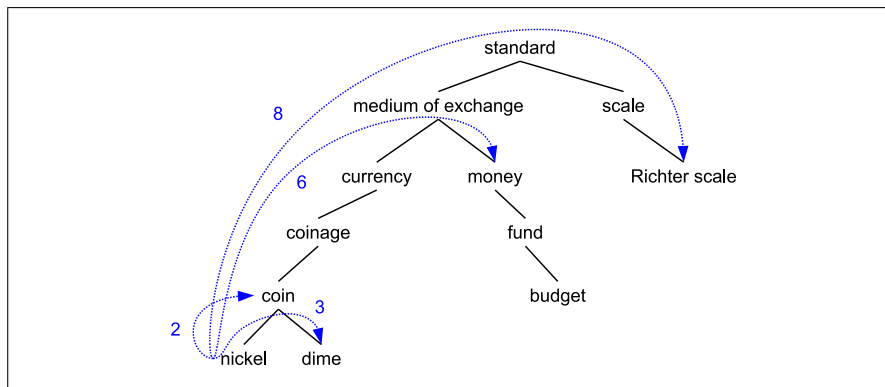 standard
8
medium of exchange scale
6
currency money Richter scale
coinage fund
coin budget
2 3
nickel dime